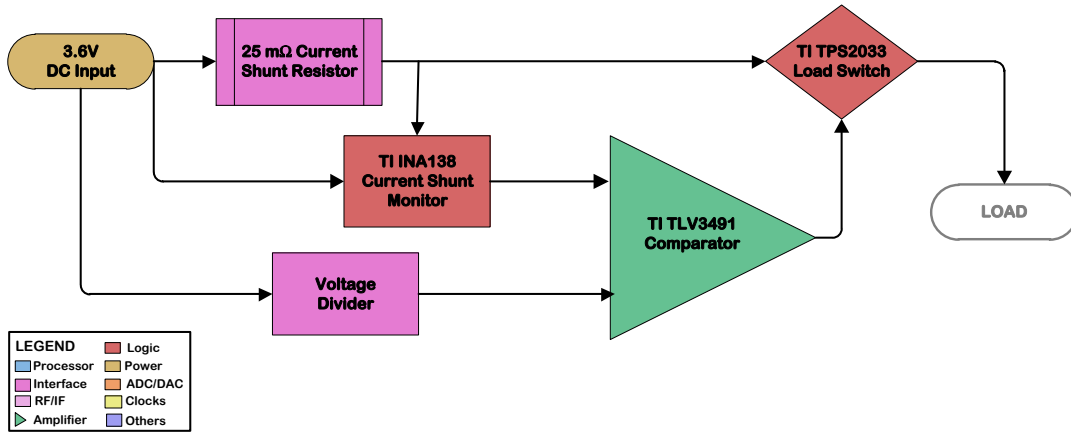 3.6V
DC Input
25 mΩ Current
Shunt Resistor
TI TPS2033
Load Switch
TI INA138
Current Shunt
Monitor
TI TLV3491
Comparator
LOAD
Voltage
Divider
LEGEND
Logic
Processor
Power
Interface
ADC/DAC
RF/IF
Clocks
Amplifier
Others